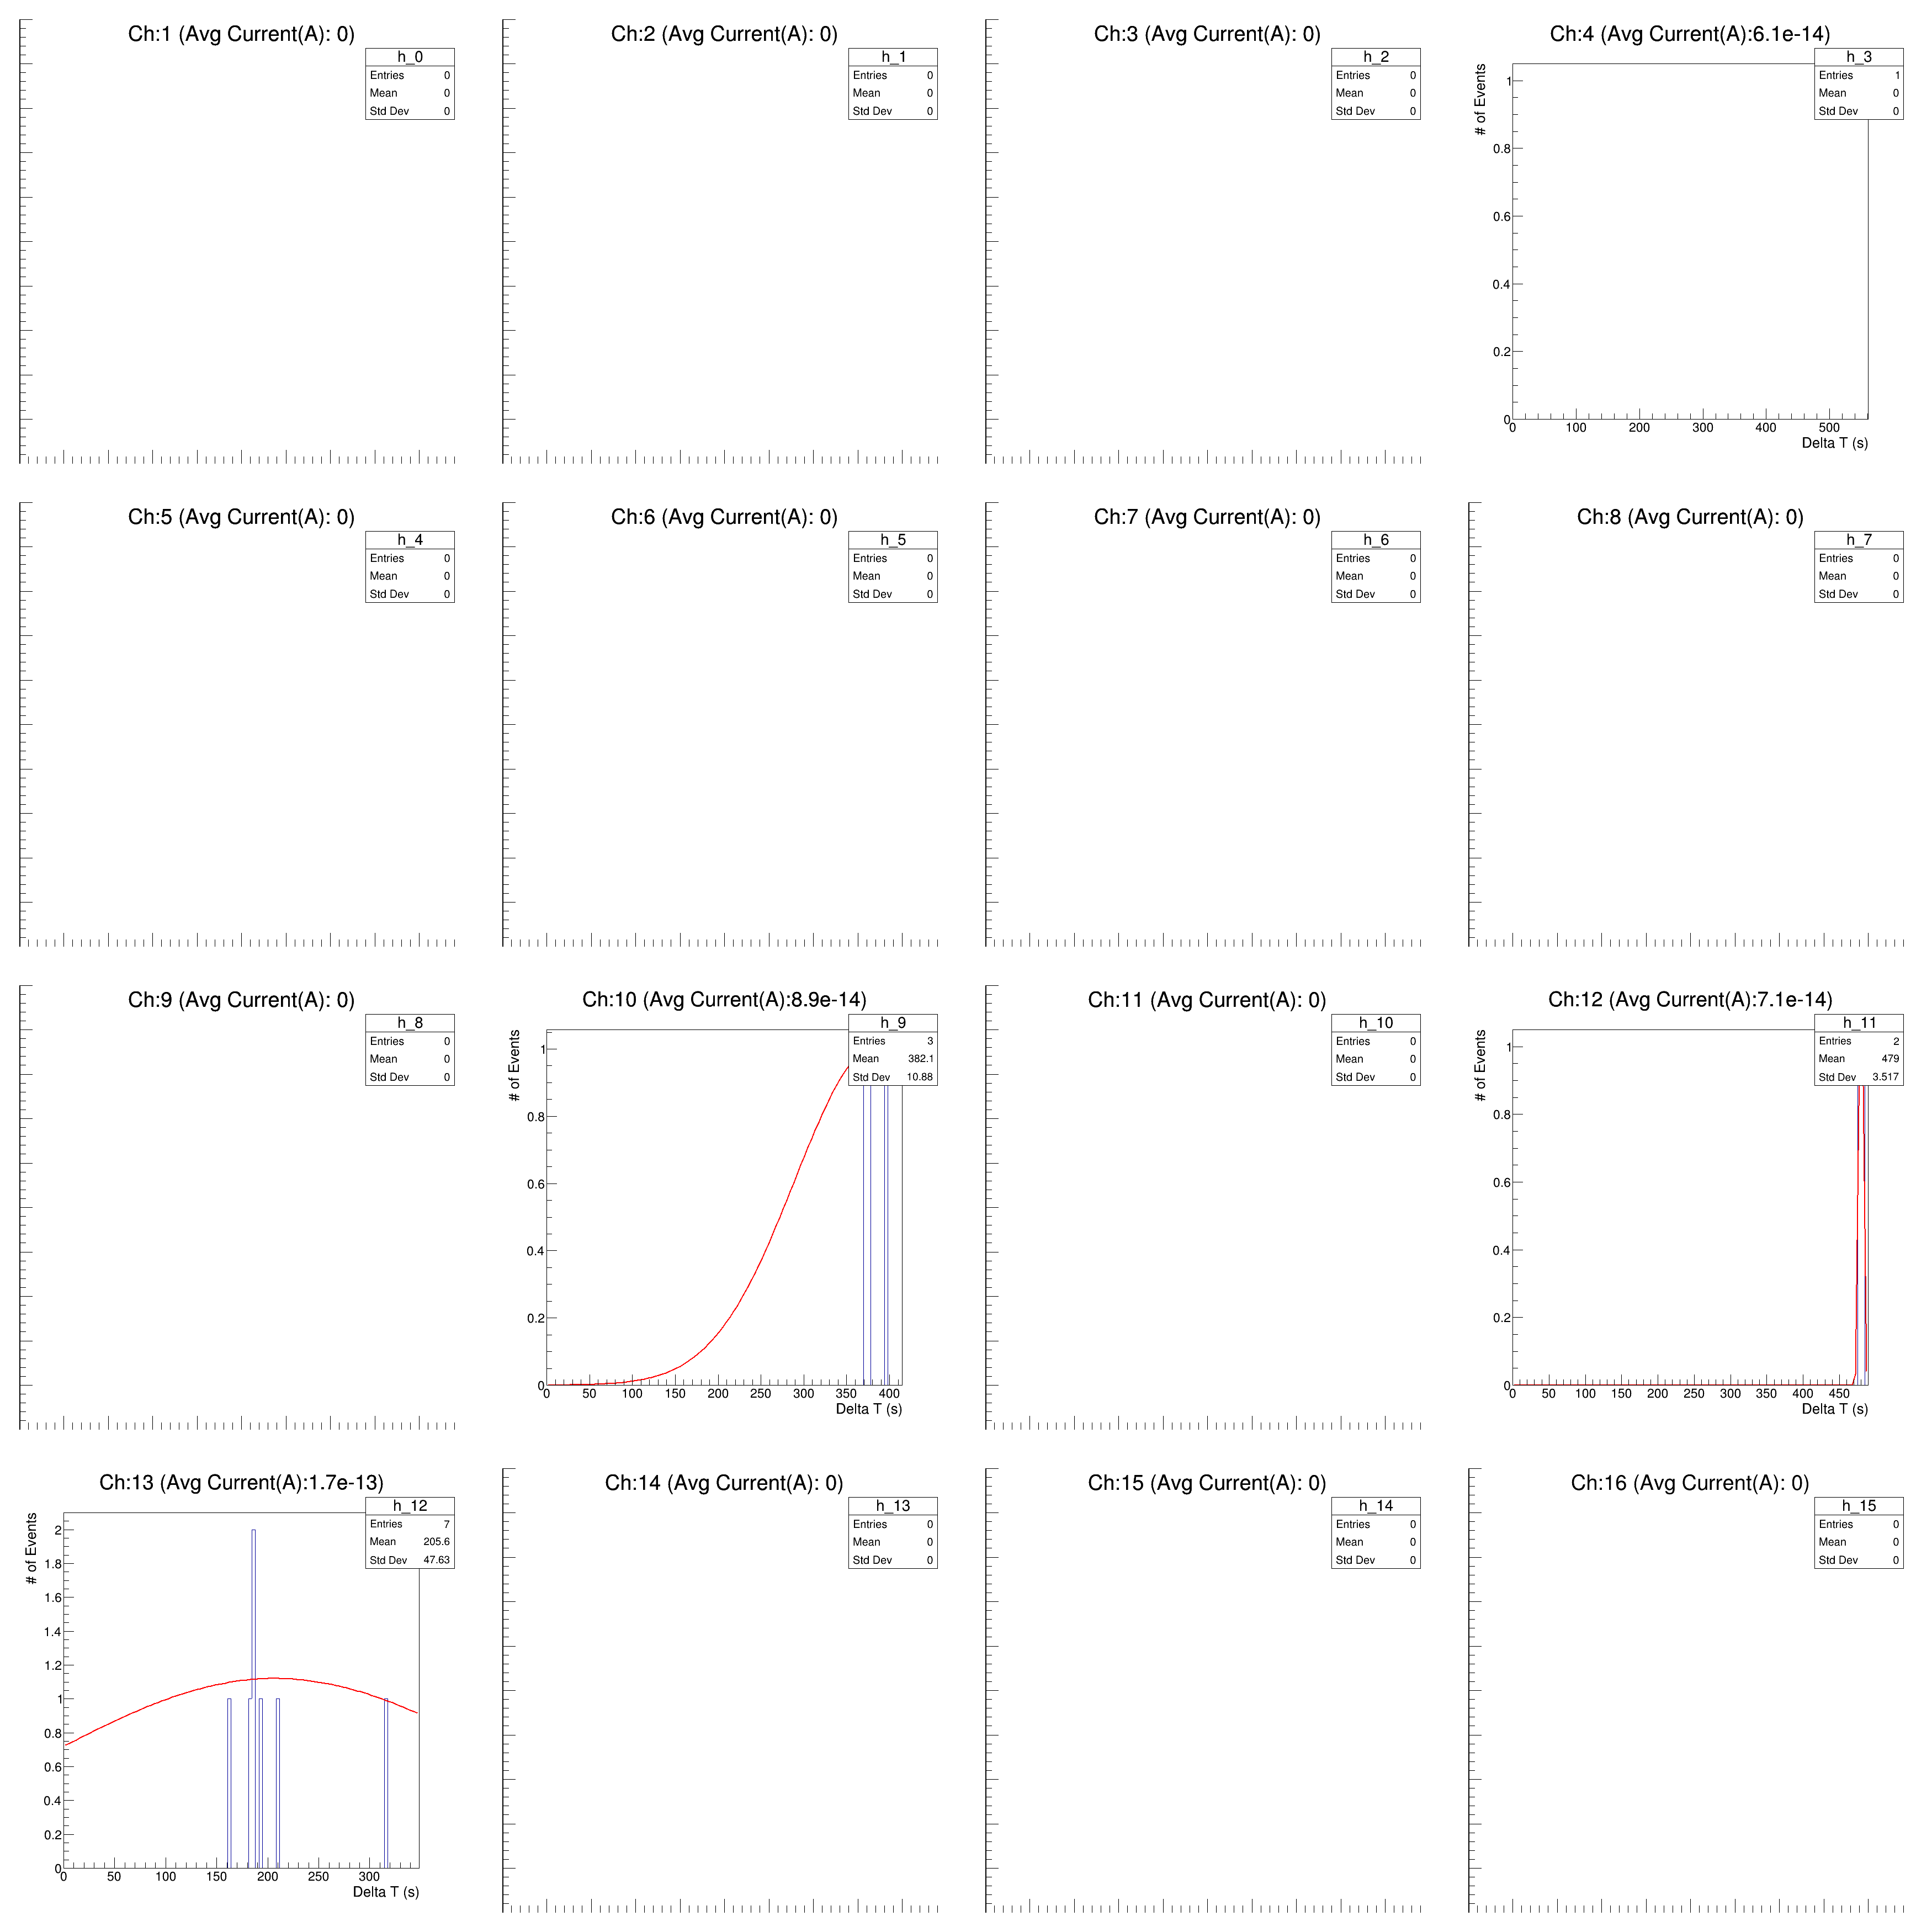 Ch:1 (Avg Current(A): 0)
h_0
Entries 0
Mean 0
Std Dev 0
Ch:2 (Avg Current(A): 0)
h_1
Entries 0
Mean 0
Std Dev 0
Ch:3 (Avg Current(A): 0)
h_2
Entries 0
Mean 0
Std Dev 0
Ch:4 (Avg Current(A):6.1e-14)
h_3
Entries 1
Mean 0
Std Dev 0
# of Events
1
0.8
0.6
0.4
0.2
0
0 100 200 300 400 500
Delta T (s)
Ch:5 (Avg Current(A): 0)
h_4
Entries 0
Mean 0
Std Dev 0
Ch:6 (Avg Current(A): 0)
h_5
Entries 0
Mean 0
Std Dev 0
Ch:7 (Avg Current(A): 0)
h_6
Entries 0
Mean 0
Std Dev 0
Ch:8 (Avg Current(A): 0)
h_7
Entries 0
Mean 0
Std Dev 0
Ch:9 (Avg Current(A): 0)
h_8
Entries 0
Mean 0
Std Dev 0
Ch:10 (Avg Current(A):8.9e-14)
h_9
Entries 3
Mean 382.1
Std Dev 10.88
# of Events
1
0.8
0.6
0.4
0.2
0
0 50 100 150 200 250 300 350 400
Delta T (s)
Ch:11 (Avg Current(A): 0)
h_10
Entries 0
Mean 0
Std Dev 0
Ch:12 (Avg Current(A):7.1e-14)
h_11
Entries 2
Mean 479
Std Dev 3.517
# of Events
1
0.8
0.6
0.4
0.2
0
0 50 100 150 200 250 300 350 400 450
Delta T (s)
Ch:13 (Avg Current(A):1.7e-13)
h_12
Entries 7
Mean 205.6
Std Dev 47.63
# of Events
2
1.8
1.6
1.4
1.2
1
0.8
0.6
0.4
0.2
0
0 50 100 150 200 250 300
Delta T (s)
Ch:14 (Avg Current(A): 0)
h_13
Entries 0
Mean 0
Std Dev 0
Ch:15 (Avg Current(A): 0)
h_14
Entries 0
Mean 0
Std Dev 0
Ch:16 (Avg Current(A): 0)
h_15
Entries 0
Mean 0
Std Dev 0